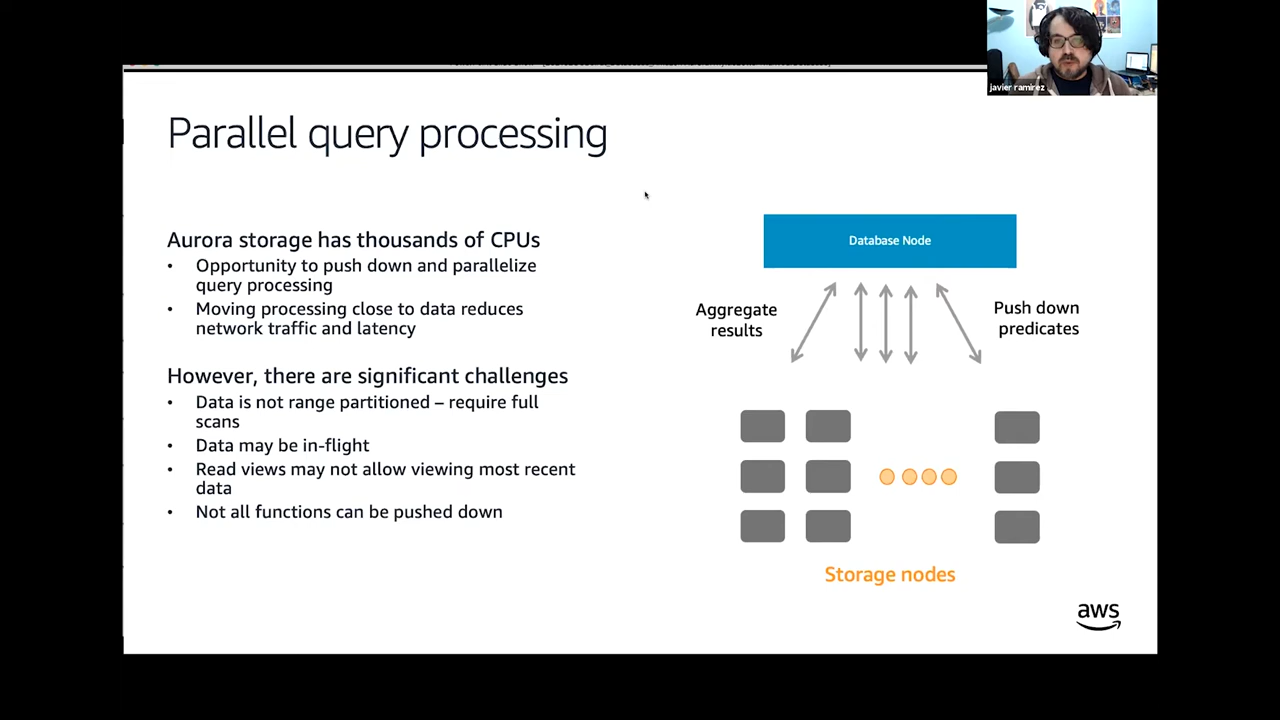 javier ramirez
Parallel query processing
Aurora storage has thousands of CPUs
• Opportunity to push down and parallelize
query processing
• Moving processing close to data reduces
network traffic and latency
However, there are significant challenges
• Data is not range partitioned – require full
scans
• Data may be in-flight
• Read views may not allow viewing most recent
data
• Not all functions can be pushed down
Database Node
Aggregate
results
Push down
predicates
Storage nodes
aws